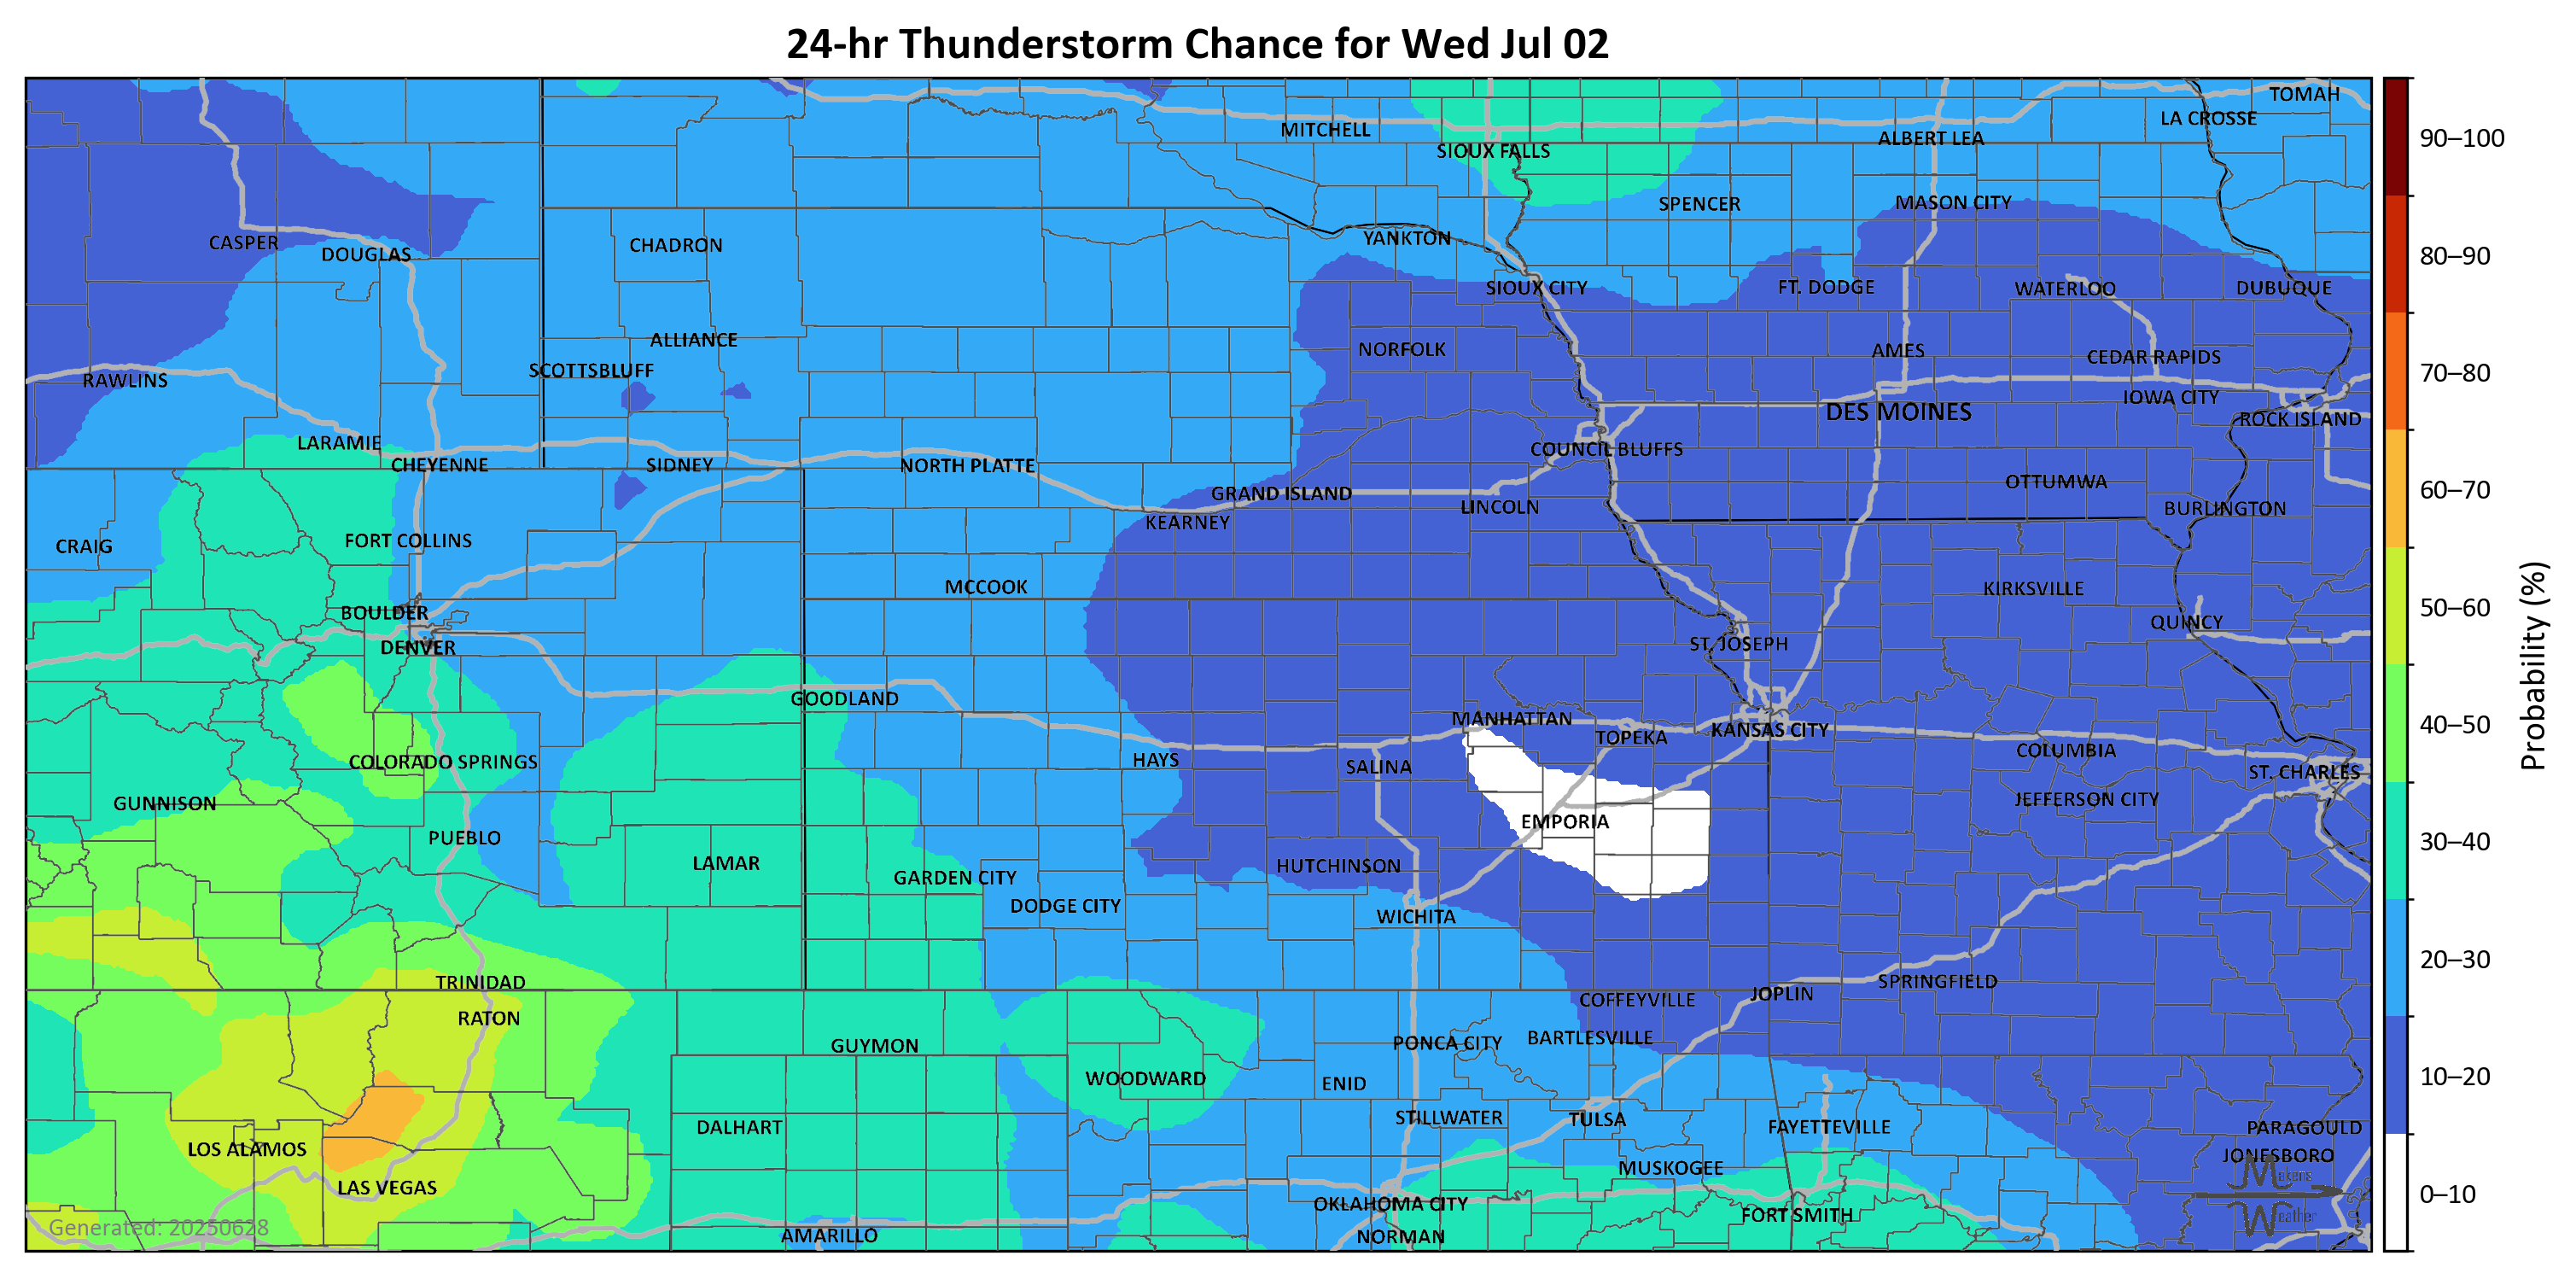 24-hr Thunderstorm Chance for Wed Jul 02
TOMAH
LA CROSSE
MITCHELL
ALBERT LEA
SIOUX FALLS
SPENCER
MASON CITY
CASPER
DOUGLAS
CHADRON
YANKTON
SIOUX CITY
FT. DODGE
WATERLOO
DUBUQUE
ALLIANCE
NORFOLK
AMES
CEDAR RAPIDS
RAWLINS
SCOTTSBLUFF
IOWA CITY
DES MOINES
ROCK ISLAND
LARAMIE
COUNCIL BLUFFS
CHEYENNE
SIDNEY
NORTH PLATTE
OTTUMWA
GRAND ISLAND
LINCOLN
BURLINGTON
KEARNEY
CRAIG
FORT COLLINS
MCCOOK
KIRKSVILLE
BOULDER
QUINCY
DENVER
ST. JOSEPH
GOODLAND
MANHATTAN
TOPEKA
KANSAS CITY
COLUMBIA
COLORADO SPRINGS
HAYS
SALINA
ST. CHARLES
GUNNISON
JEFFERSON CITY
PUEBLO
EMPORIA
LAMAR
HUTCHINSON
GARDEN CITY
DODGE CITY
WICHITA
TRINIDAD
SPRINGFIELD
COFFEYVILLE
JOPLIN
RATON
GUYMON
PONCA CITY
BARTLESVILLE
WOODWARD
ENID
DALHART
STILLWATER
TULSA
FAYETTEVILLE
PARAGOULD
LOS ALAMOS
JONESBORO
MUSKOGEE
LAS VEGAS
OKLAHOMA CITY
FORT SMITH
AMARILLO
NORMAN
Generated: 20250628
Makens
Weather
90–100
80–90
70–80
60–70
50–60
40–50
30–40
20–30
10–20
0–10
Probability (%)